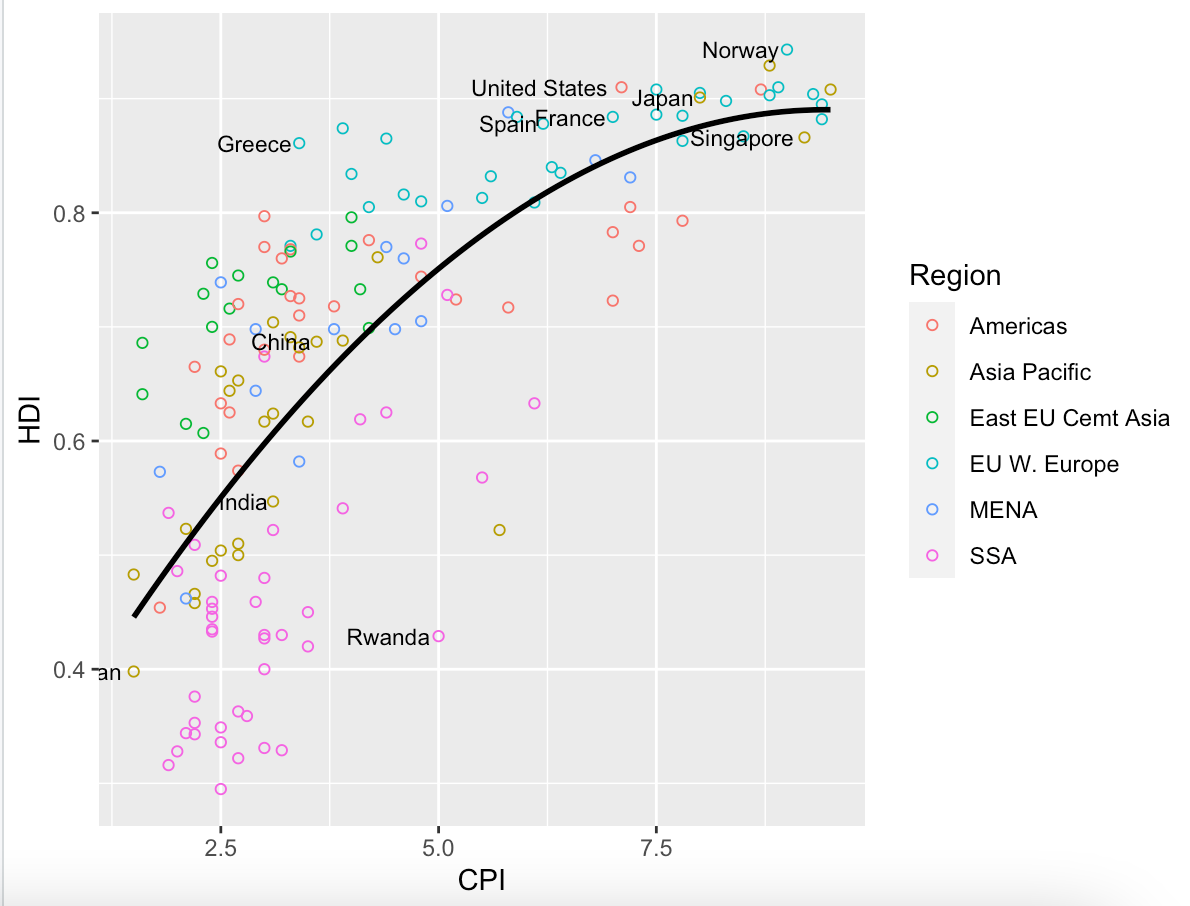 Norway
United States
Japan
Spain
France
Greece
Singapore
0.8
China
0.6
India
Rwanda
0.4
an
HDI
2.5
5.0
7.5
CPI
Region
Americas
Asia Pacific
East EU Cemt Asia
EU W. Europe
MENA
SSA